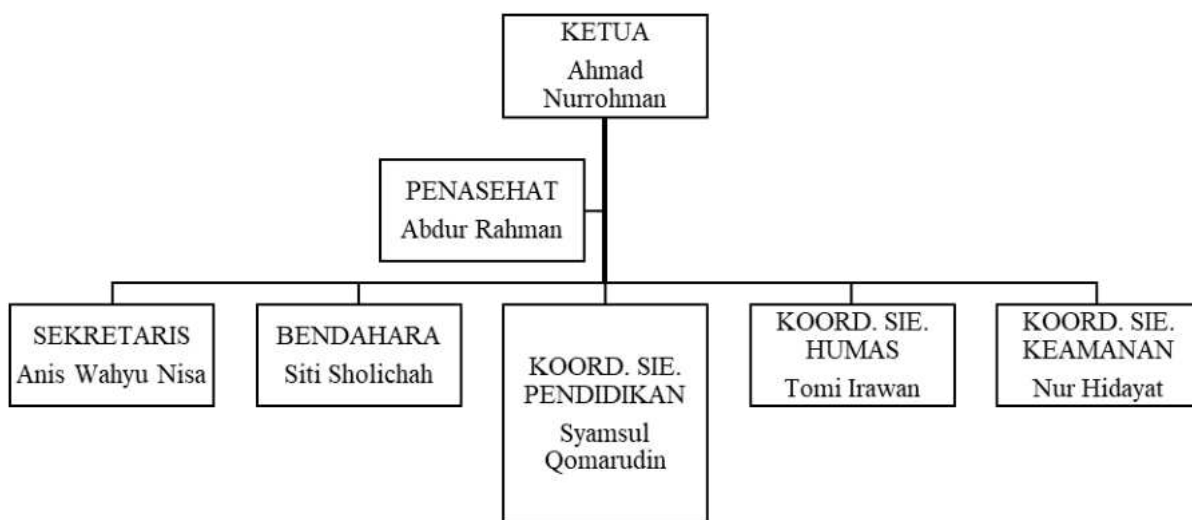 KETUA
Ahmad
Nurrohman
PENASEHAT
Abdur Rahman
SEKRETARIS
Anis Wahyu Nisa
BENDAHARA
Siti Sholichah
KOORD. SIE.
PENDIDIKAN
Syamsul
Qomarudin
KOORD. SIE.
HUMAS
Tomi Irawan
KOORD. SIE.
KEAMANAN
Nur Hidayat